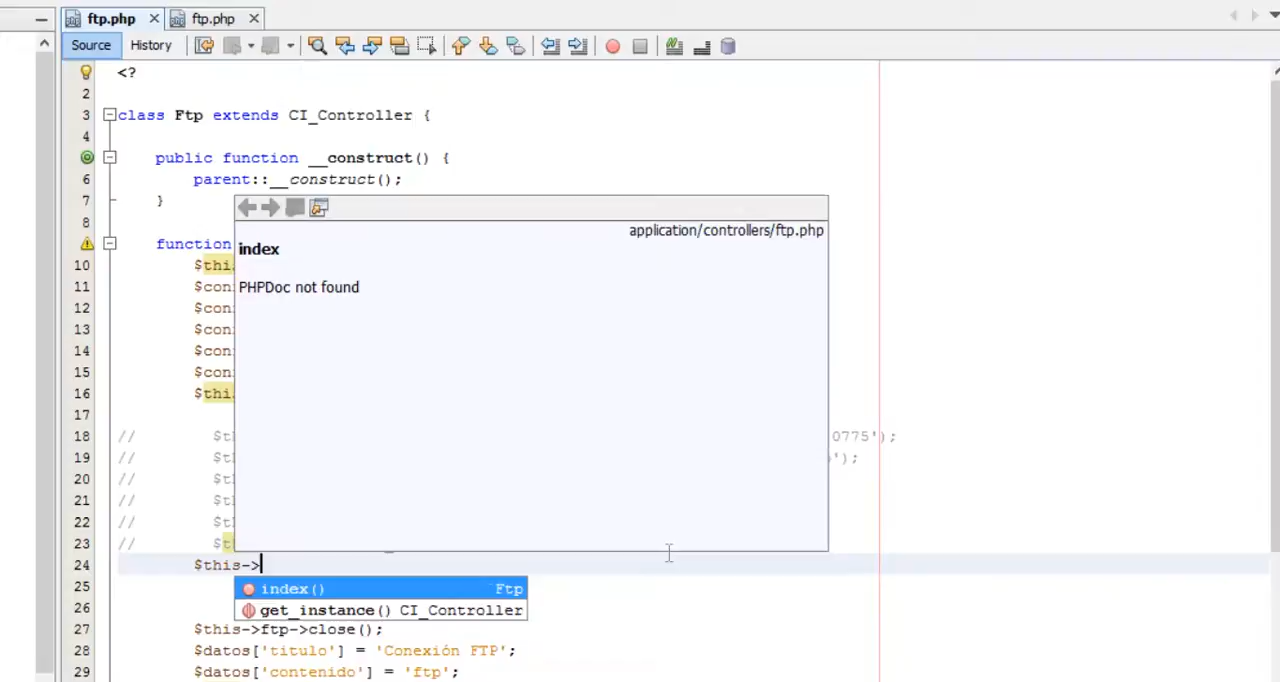 ftp.php ftp.php
Source History
<?
2
3 class Ftp extends CI_Controller {
4
public function __construct() {
6 parent::__construct();
7 }
8
function
10 $thi
11 $con
12 $con
13 $con
14 $con
15 $con
16 $thi
17
18 // $t 0775');
19 // $t ');
20 // $t
21 // $t
22 // $t
23 // $t
application/controllers/ftp.php
index
PHPDoc not found
24 $this->
25
index() Ftp
26
get_instance() CI_Controller
27 $this->ftp->close();
28 $datos['titulo'] = 'Conexión FTP';
29 $datos['contenido'] = 'ftp';